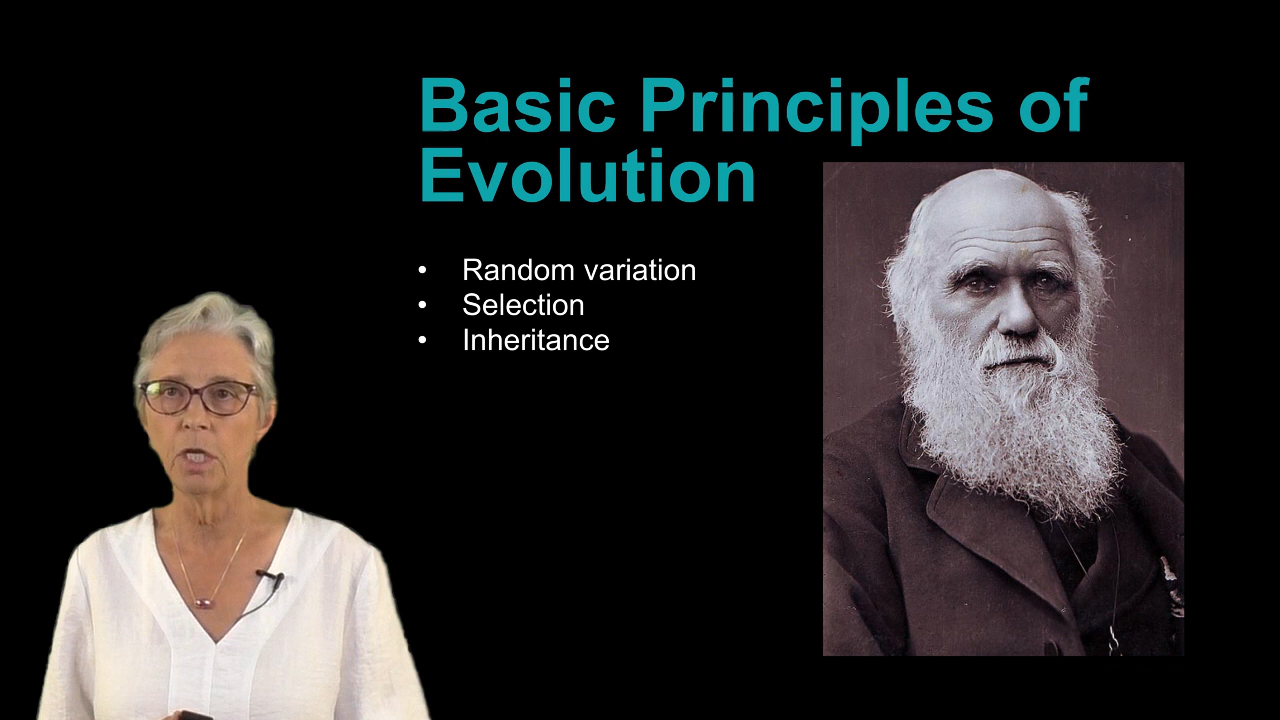 Basic Principles of
Evolution
• Random variation
• Selection
• Inheritance